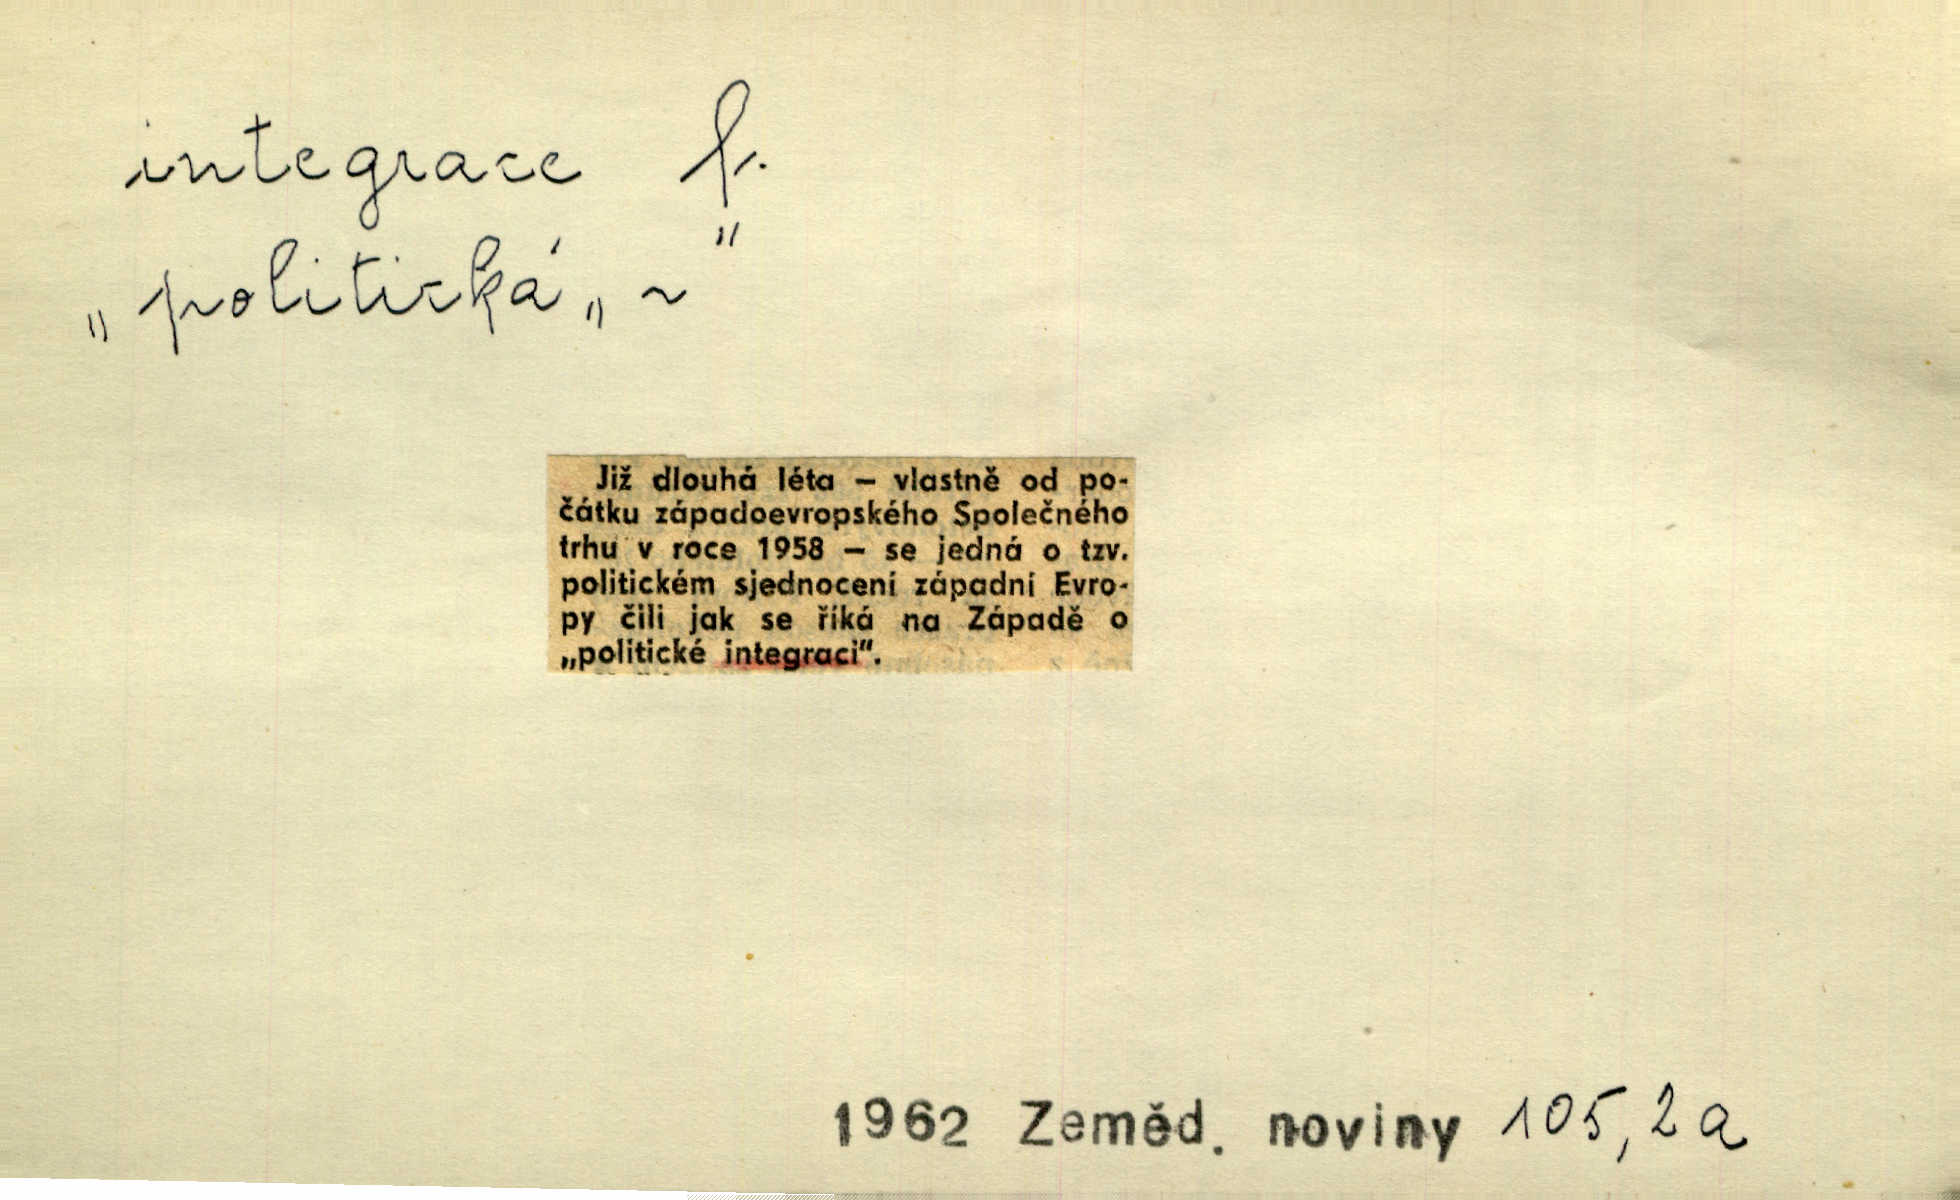 integrace f.
„politická „ ~ "
Již dlouhá léta – vlastně od po-
čátku západoevropského Společného
trhu v roce 1958 – se jedná o tzv.
politickém sjednocení západní Evro-
py čili jak se říká na Západě o
„politické integraci“.
1962 Zeměd. noviny 105, 2a